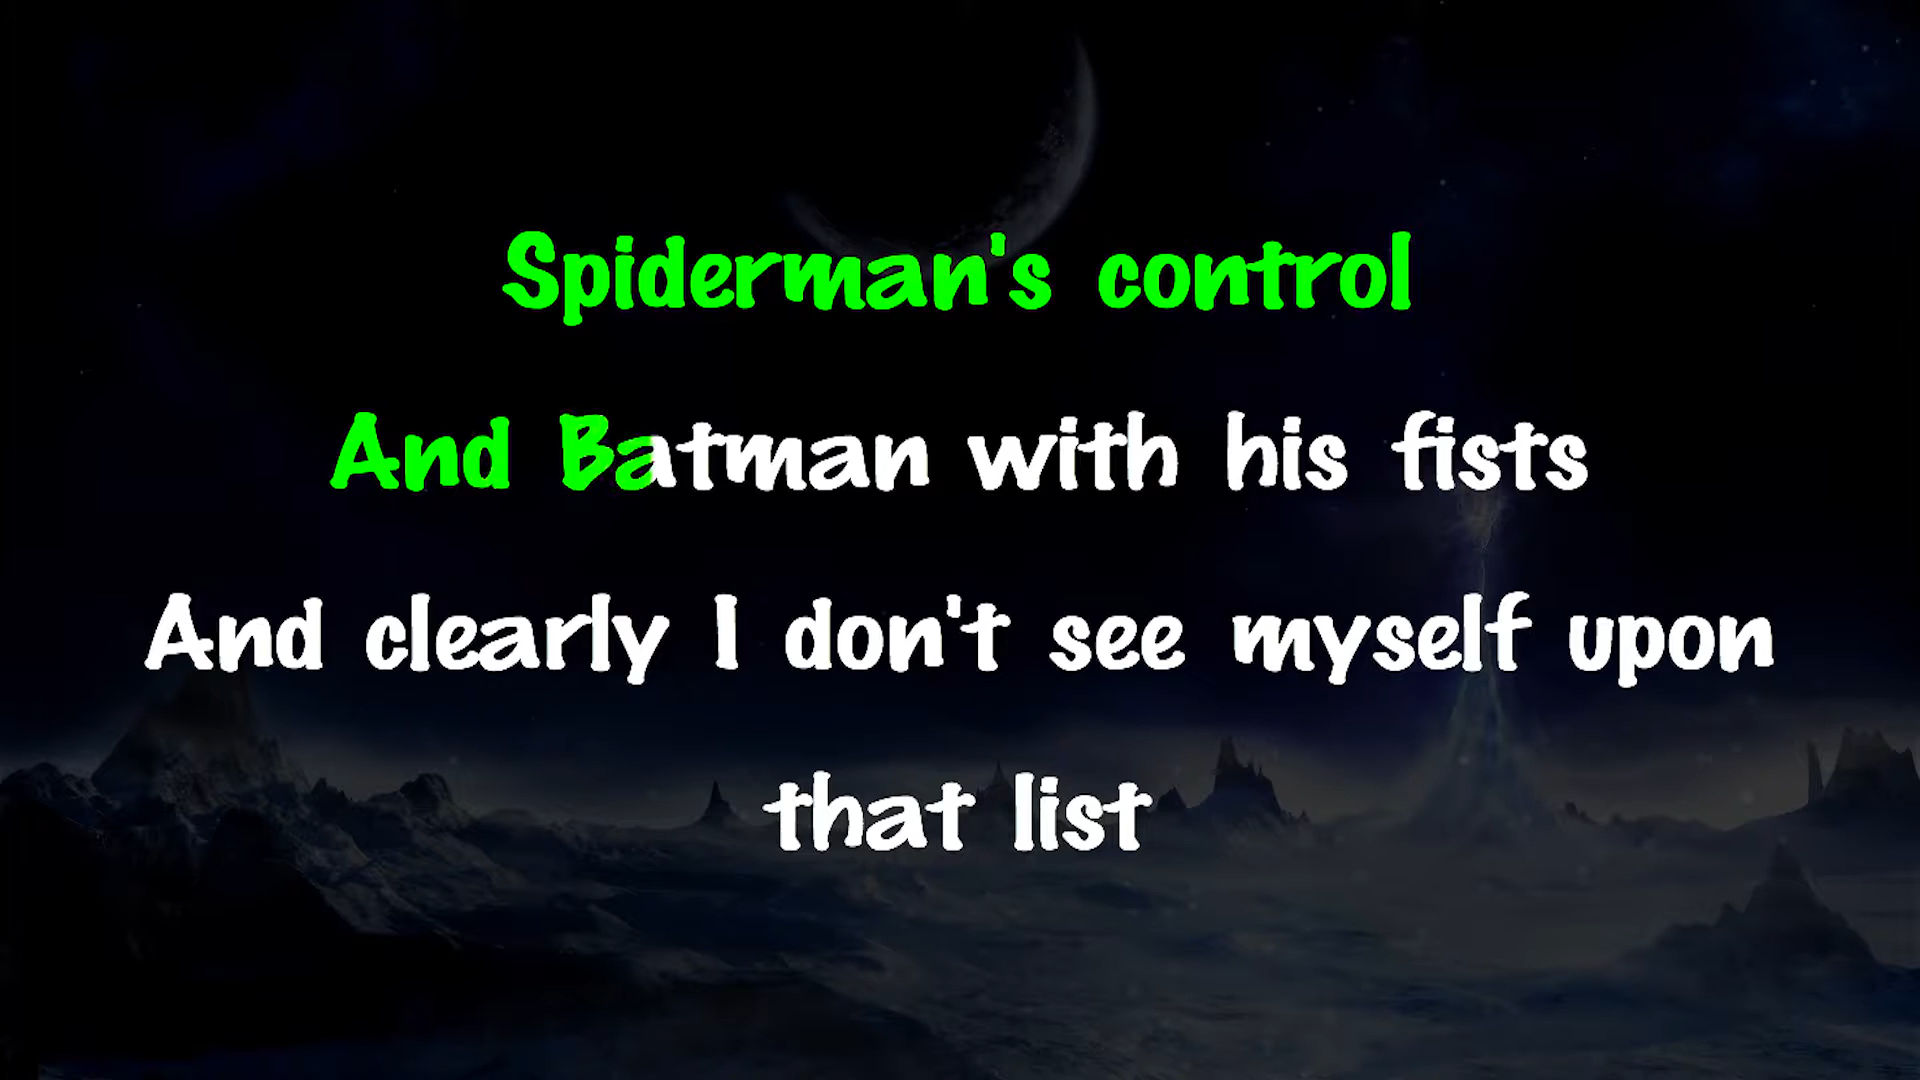 Spiderman's control
And Batman with his fists
And clearly I don't see myself upon
that list